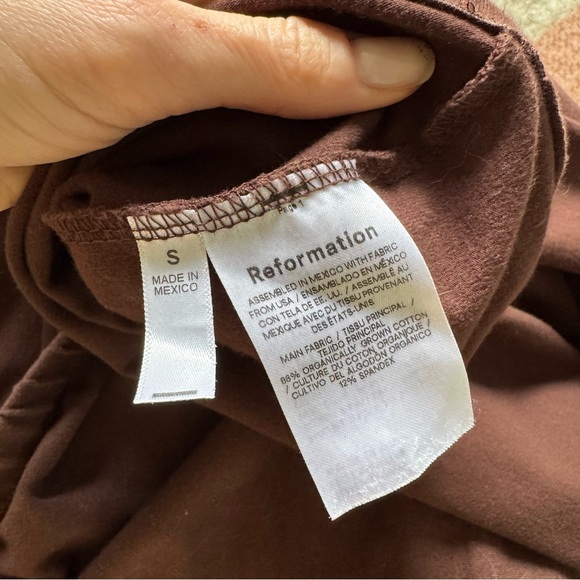 S
MADE IN
MEXICO
Reformation
ASSEMBLED IN MEXICO WITH FABRIC
FROM USA / ENSAMBLADO EN MÉXICO
CON TELA DE EE. UU. / ASSEMBLÉ AU
MEXIQUE AVEC DU TISSU PROVENANT
DES ÉTATS-UNIS
MAIN FABRIC / TISSU PRINCIPAL /
TEJIDO PRINCIPAL
88% ORGANICALLY GROWN COTTON
/ CULTURE DU COTON ORGANIQUE /
CULTIVO DEL ALGODÓN ORGÁNICO
12% SPANDEX